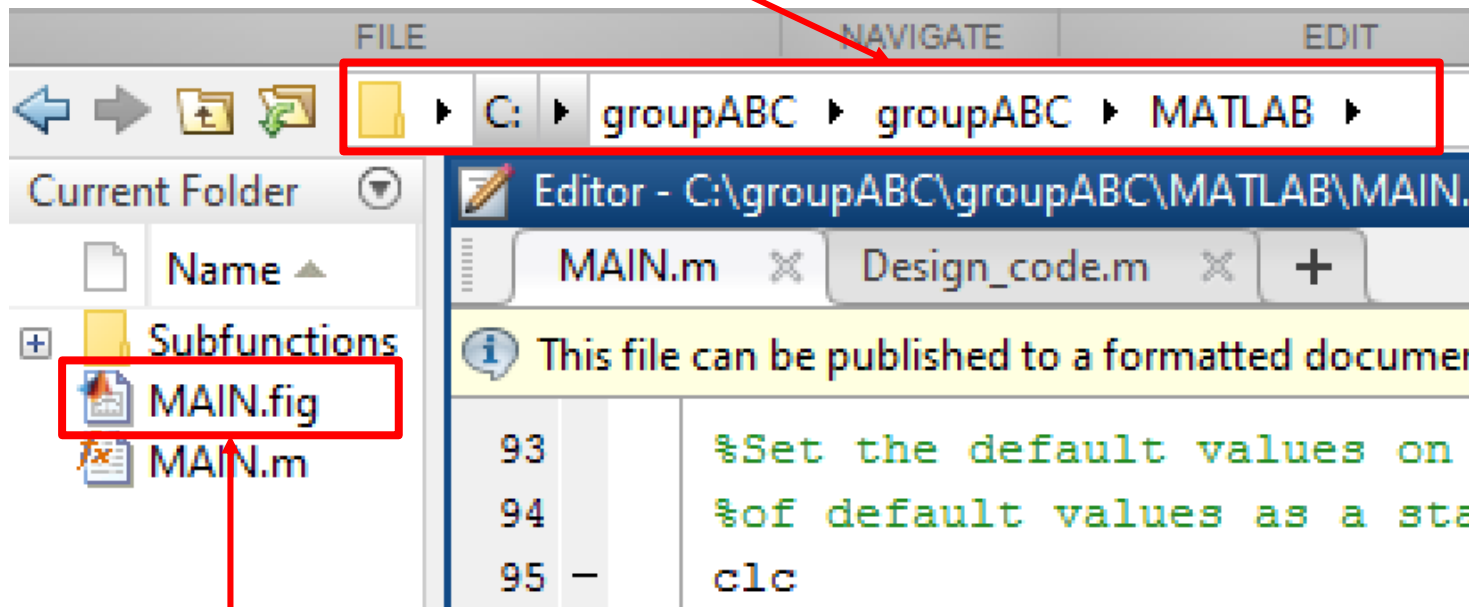 FILE NAVIGATE EDIT
C: groupABC groupABC MATLAB
Current Folder
Editor - C:\groupABC\groupABC\MATLAB\MAIN.
Name
MAIN.m Design_code.m +
Subfunctions
This file can be published to a formatted documen
MAIN.fig
MAIN.m
93 %Set the default values on
94 %of default values as a sta
95 - clc